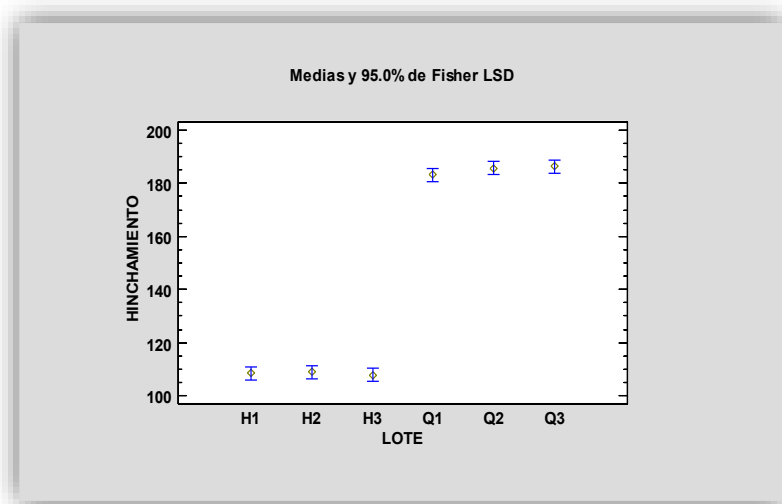 Medias y 95.0% de Fisher LSD
HINCHAMIENTO
200
180
160
140
120
100
H1 H2 H3 Q1 Q2 Q3
LOTE